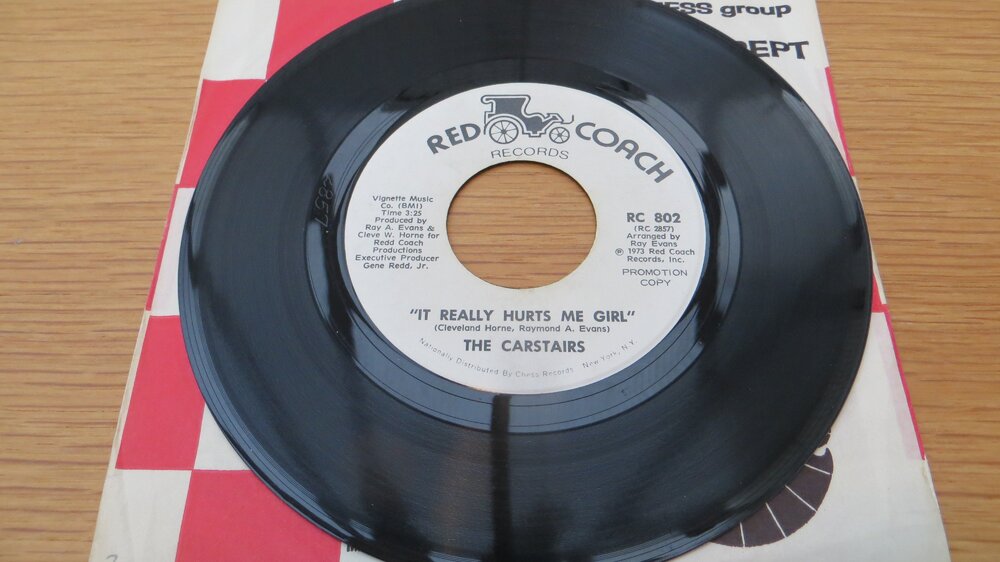 ESS group
DEPT
RED COACH
RECORDS
Vignette Music
Co. (BMI)
Time 3:25
Produced by
Ray A. Evans &
Cleve W. Horne for
Redd Coach
Productions
Executive Producer
Gene Redd, Jr.
RC 802
(RC 2857)
Arranged by
Ray Evans
℗ 1973 Red Coach
Records, Inc.
PROMOTION
COPY
"IT REALLY HURTS ME GIRL"
(Cleveland Horne, Raymond A. Evans)
THE CARSTAIRS
Nationally Distributed By Chess Records New York, N.Y.